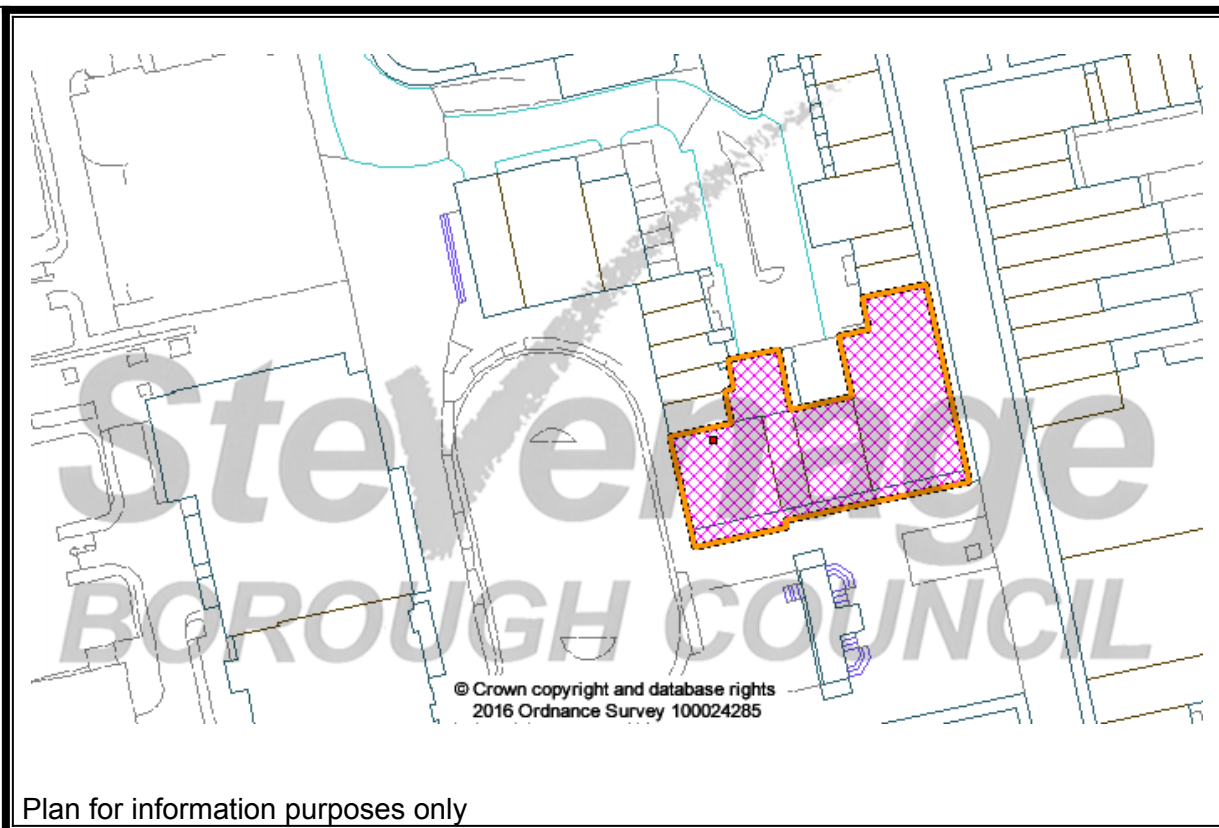 Stevenage
BOROUGH COUNCIL
© Crown copyright and database rights
2016 Ordnance Survey 100024285
Plan for information purposes only